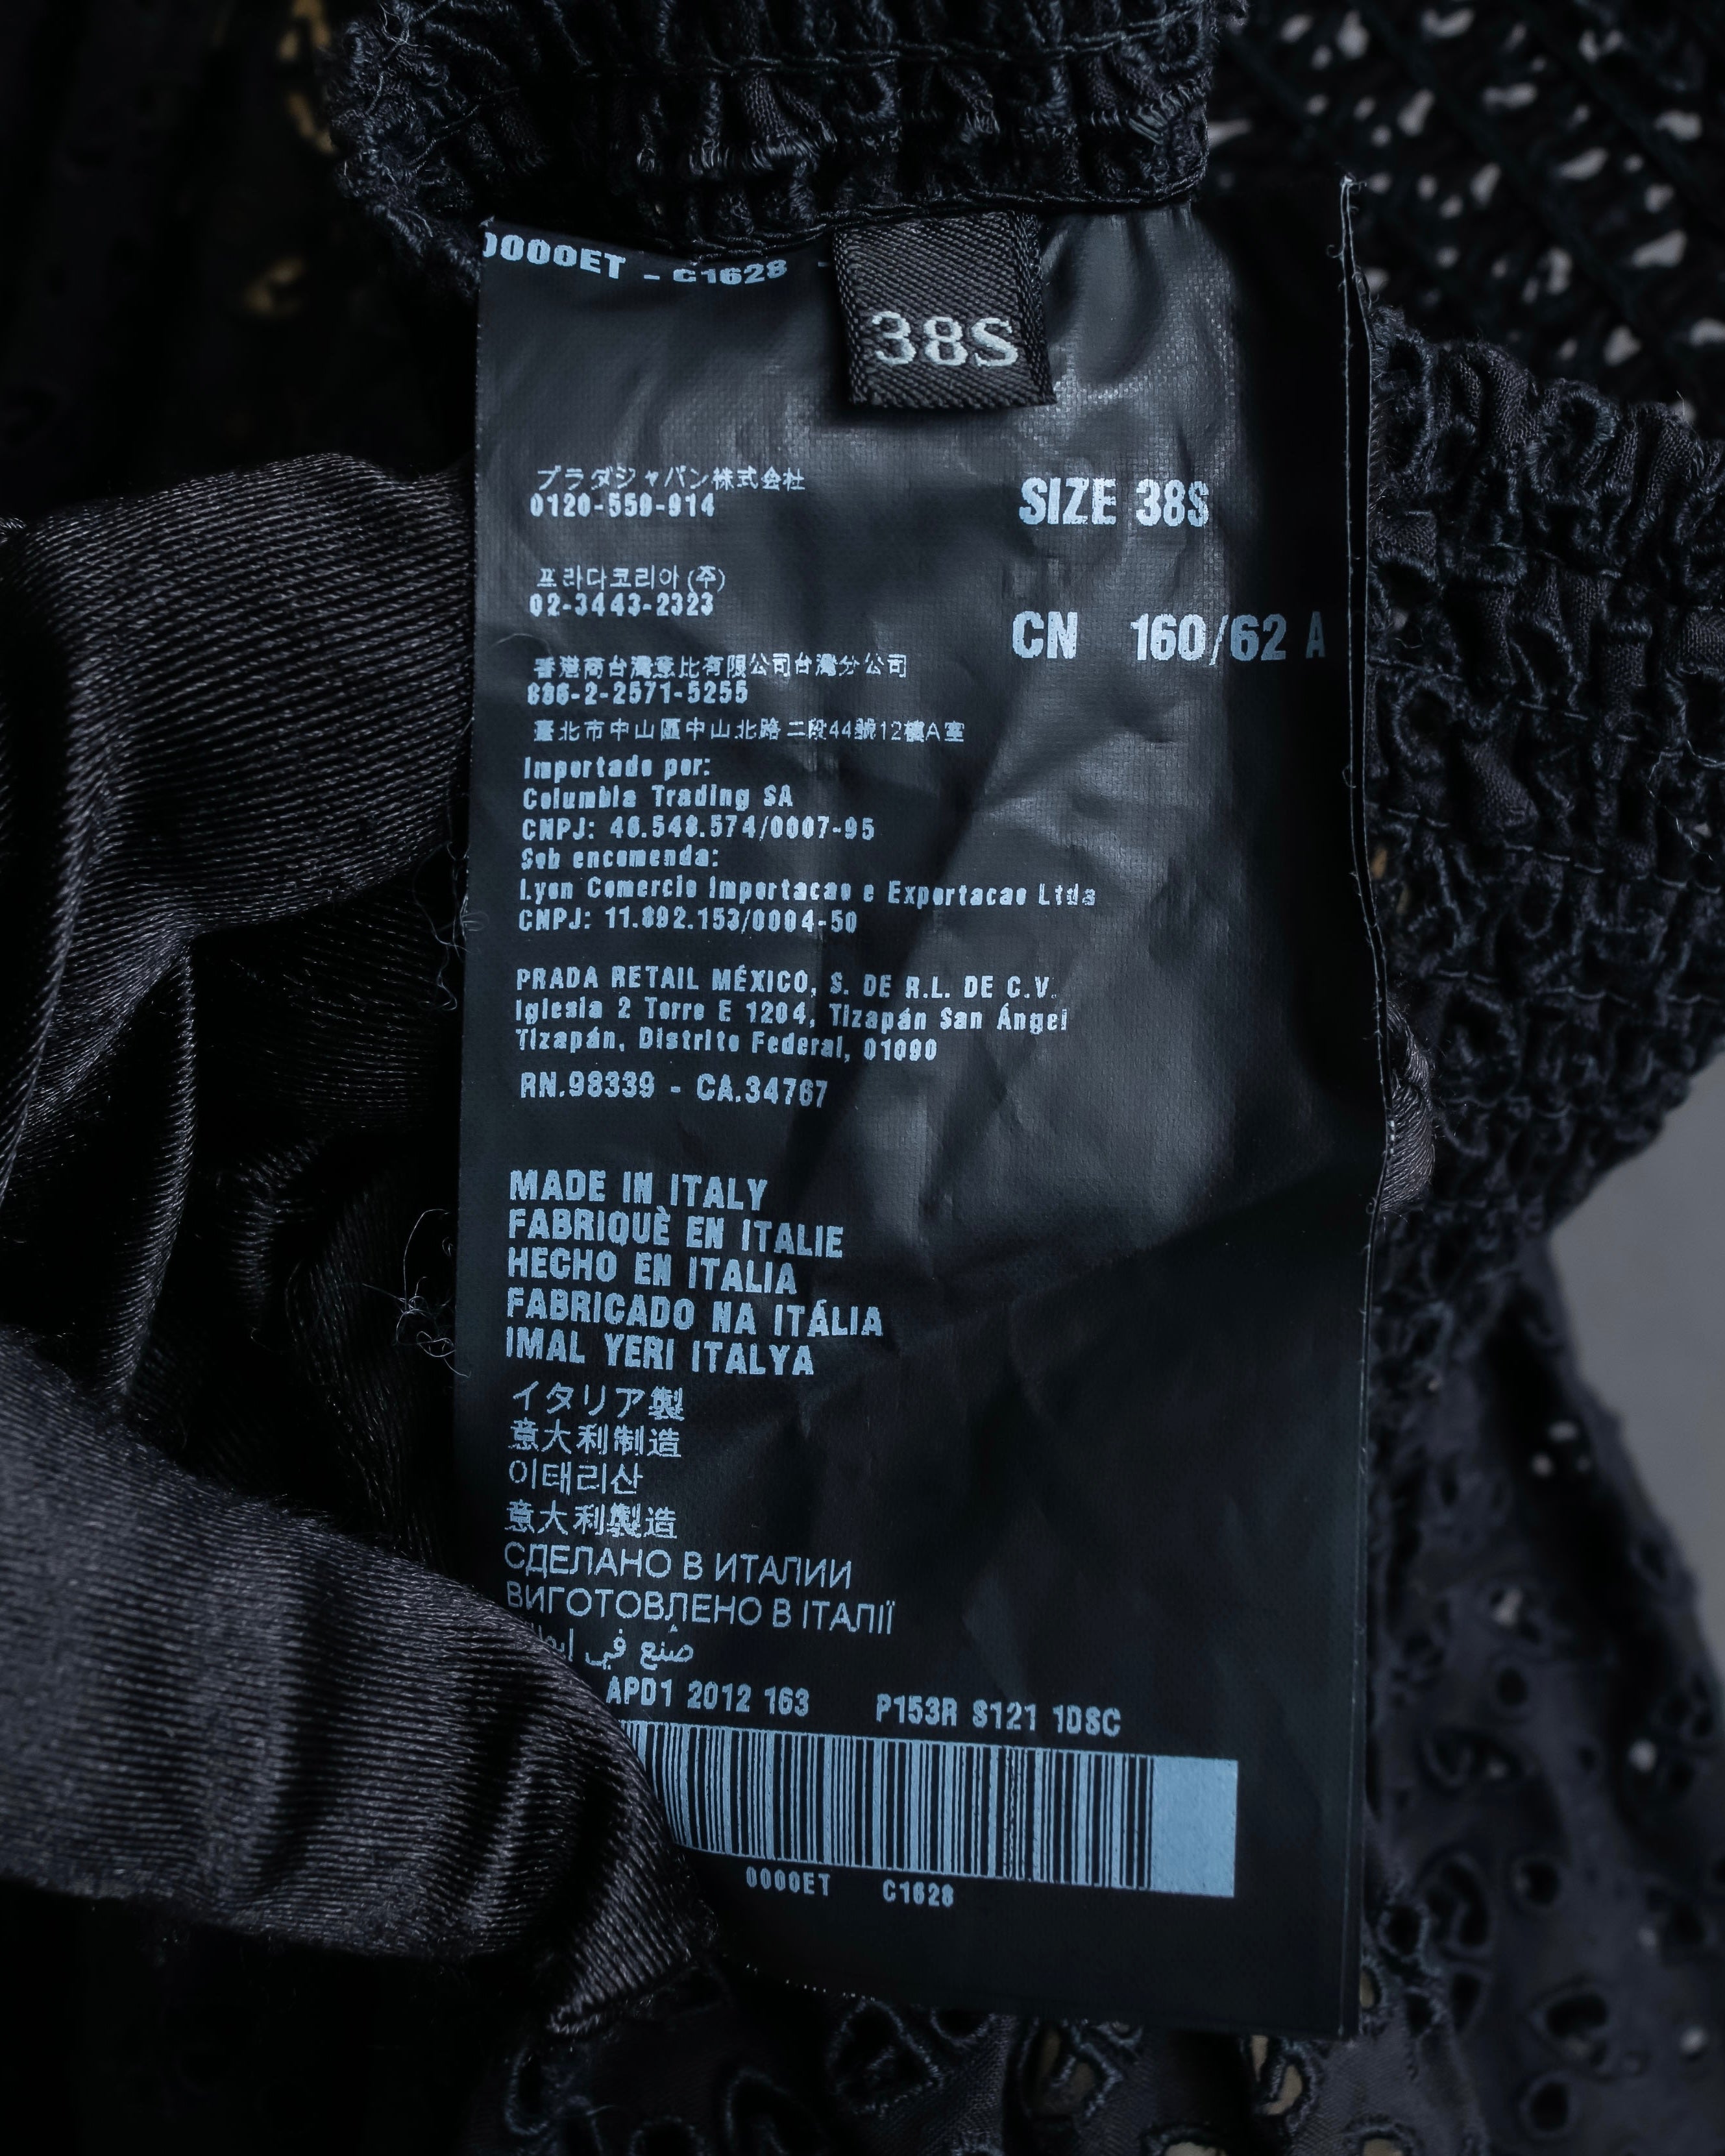 0000ET - C1628 -
38S
プラダジャパン株式会社
0120-559-914
SIZE 38S
프라다코리아(주)
02-3443-2323
CN 160/62 A
香港商台灣意比有限公司台灣分公司
886-2-2571-5255
臺北市中山區中山北路二段44號12樓A室
Importado por:
Columbia Trading SA
CNPJ: 46.548.574/0007-95
Sob encomenda:
Lyon Comercio Importacao e Exportacao Ltda
CNPJ: 11.892.153/0004-50
PRADA RETAIL MÉXICO, S. DE R.L. DE C.V.
Iglesia 2 Torre E 1204, Tizapán San Ángel
Tizapán, Distrito Federal, 01090
RN.98339 - CA.34767
MADE IN ITALY
FABRIQUÈ EN ITALIE
HECHO EN ITALIA
FABRICADO NA ITÁLIA
IMAL YERI ITALYA
イタリア製
意大利制造
이태리산
意大利製造
СДЕЛАНО В ИТАЛИИ
ВИГОТОВЛЕНО В ІТАЛІЇ
صنع في
APD1 2012 163 P153R S121 1DSC
0000ET C1628